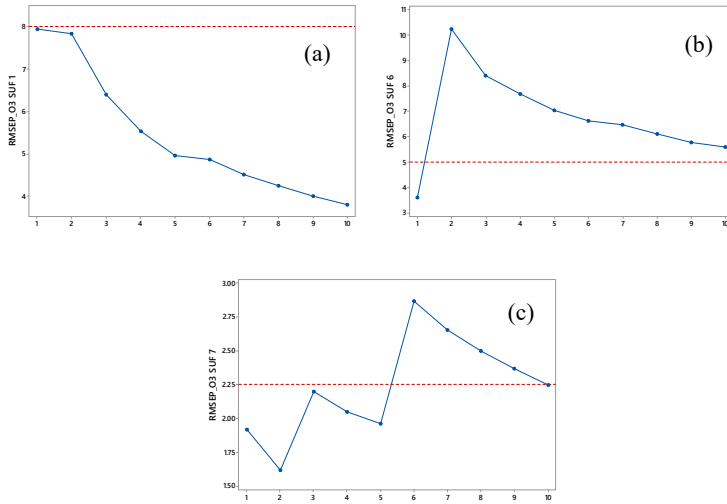 (a)
RMSEP_O3 SUF 1
8
7
6
5
4
1 2 3 4 5 6 7 8 9 10
(b)
RMSEP_O3 SUF 6
11
10
9
8
7
6
5
4
3
1 2 3 4 5 6 7 8 9 10
(c)
RMSEP_O3 SUF 7
3.00
2.75
2.50
2.25
2.00
1.75
1.50
1 2 3 4 5 6 7 8 9 10